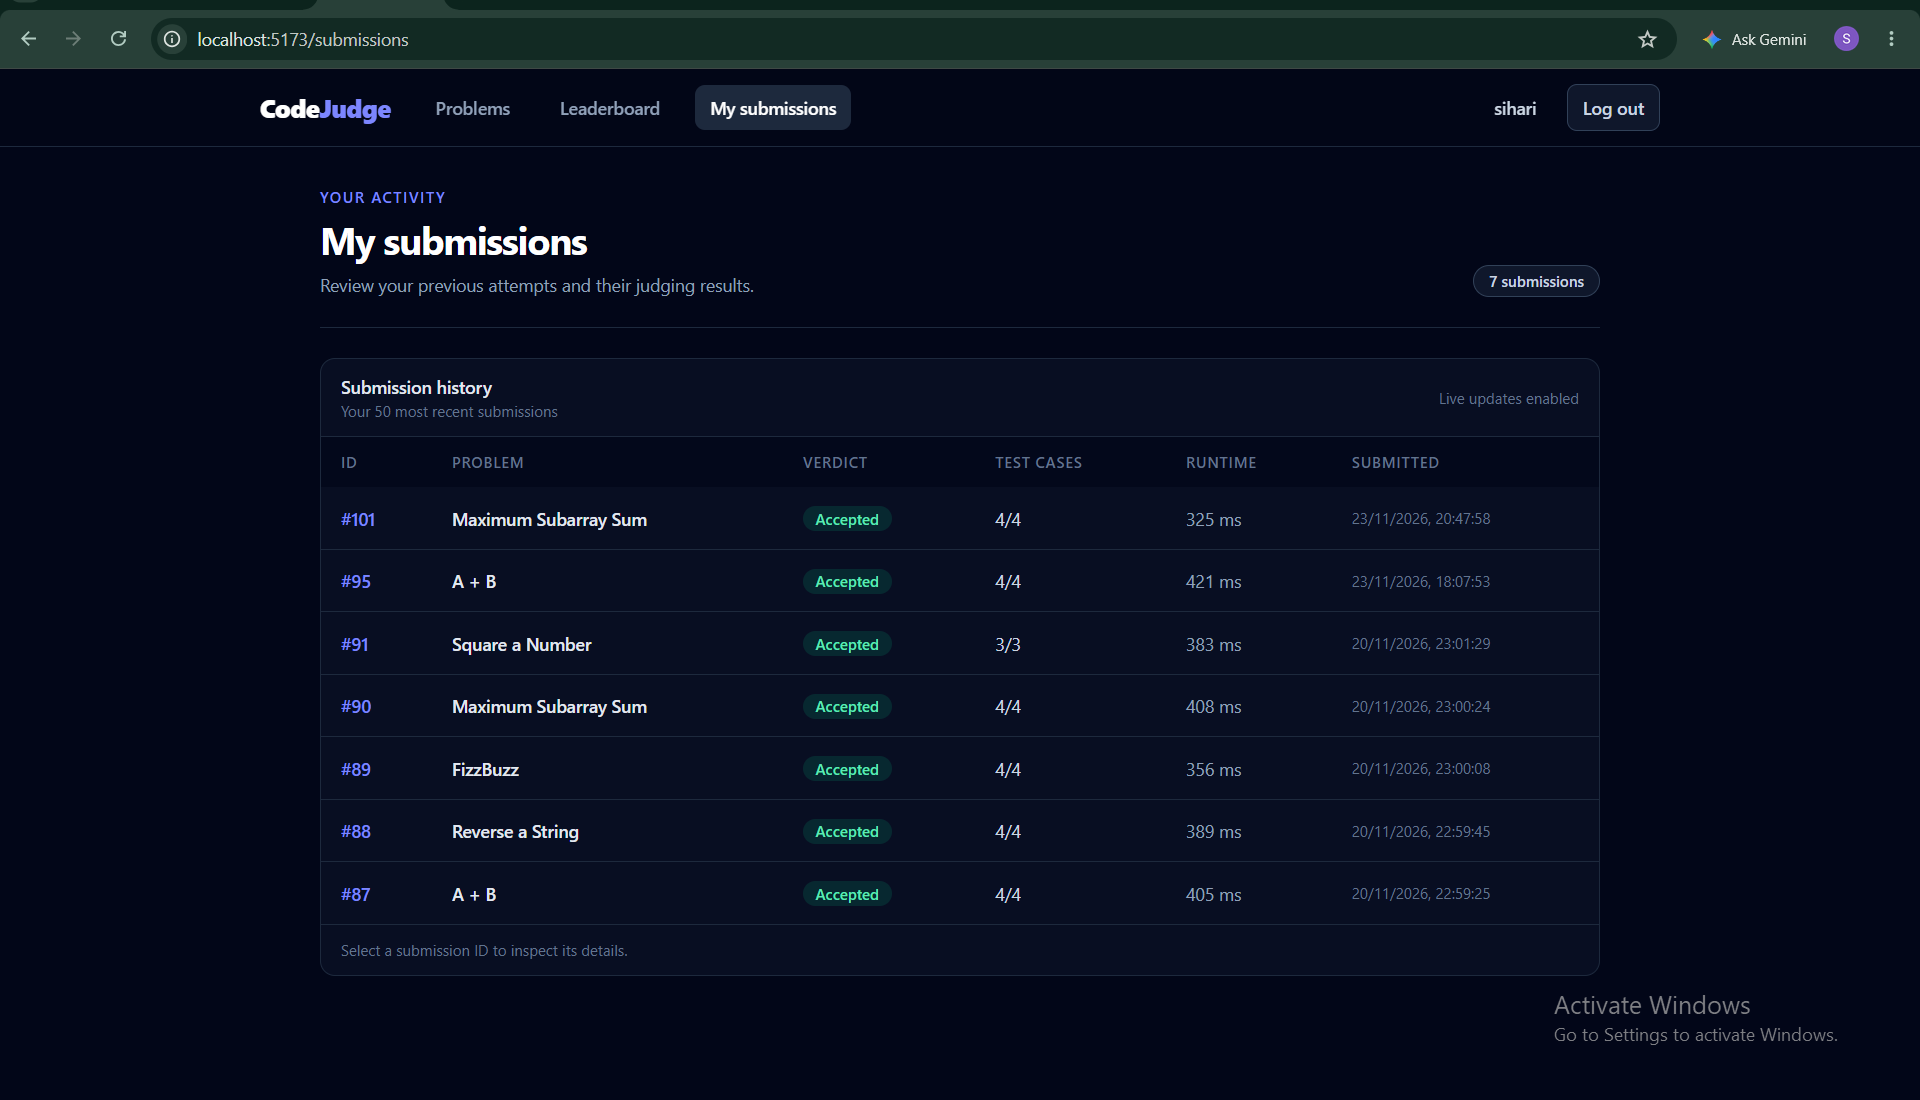 localhost:5173/submissions
Ask Gemini
S
CodeJudge
Problems
Leaderboard
My submissions
sihari
Log out
YOUR ACTIVITY
My submissions
Review your previous attempts and their judging results.
7 submissions
Submission history
Your 50 most recent submissions
Live updates enabled
ID PROBLEM VERDICT TEST CASES RUNTIME SUBMITTED
#101 Maximum Subarray Sum Accepted 4/4 325 ms 23/11/2026, 20:47:58
#95 A + B Accepted 4/4 421 ms 23/11/2026, 18:07:53
#91 Square a Number Accepted 3/3 383 ms 20/11/2026, 23:01:29
#90 Maximum Subarray Sum Accepted 4/4 408 ms 20/11/2026, 23:00:24
#89 FizzBuzz Accepted 4/4 356 ms 20/11/2026, 23:00:08
#88 Reverse a String Accepted 4/4 389 ms 20/11/2026, 22:59:45
#87 A + B Accepted 4/4 405 ms 20/11/2026, 22:59:25
Select a submission ID to inspect its details.
Activate Windows
Go to Settings to activate Windows.